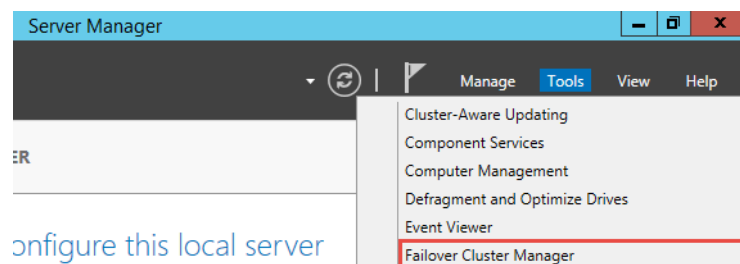 Server Manager
Manage Tools View Help
Cluster-Aware Updating
Component Services
ER
Computer Management
Defragment and Optimize Drives
Event Viewer
onfigure this local server
Failover Cluster Manager